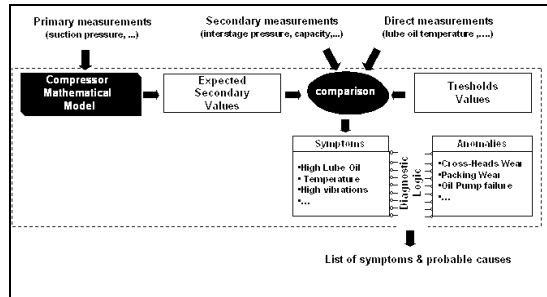 Primary measurements
(suction pressure, ...)
Secondary measurements
(interstage pressure, capacity,...)
Direct measurements
(lube oil temperature ,....)
Compressor
Mathematical
Model
Expected
Secondary
Values
comparison
Tresholds
Values
Symptoms
•High Lube Oil
• Temperature
•High vibrations
•...
Diagnostic
Logic
Anomalies
•Cross-Heads Wear
•Packing Wear
•Oil Pump failure
•...
List of symptoms & probable causes